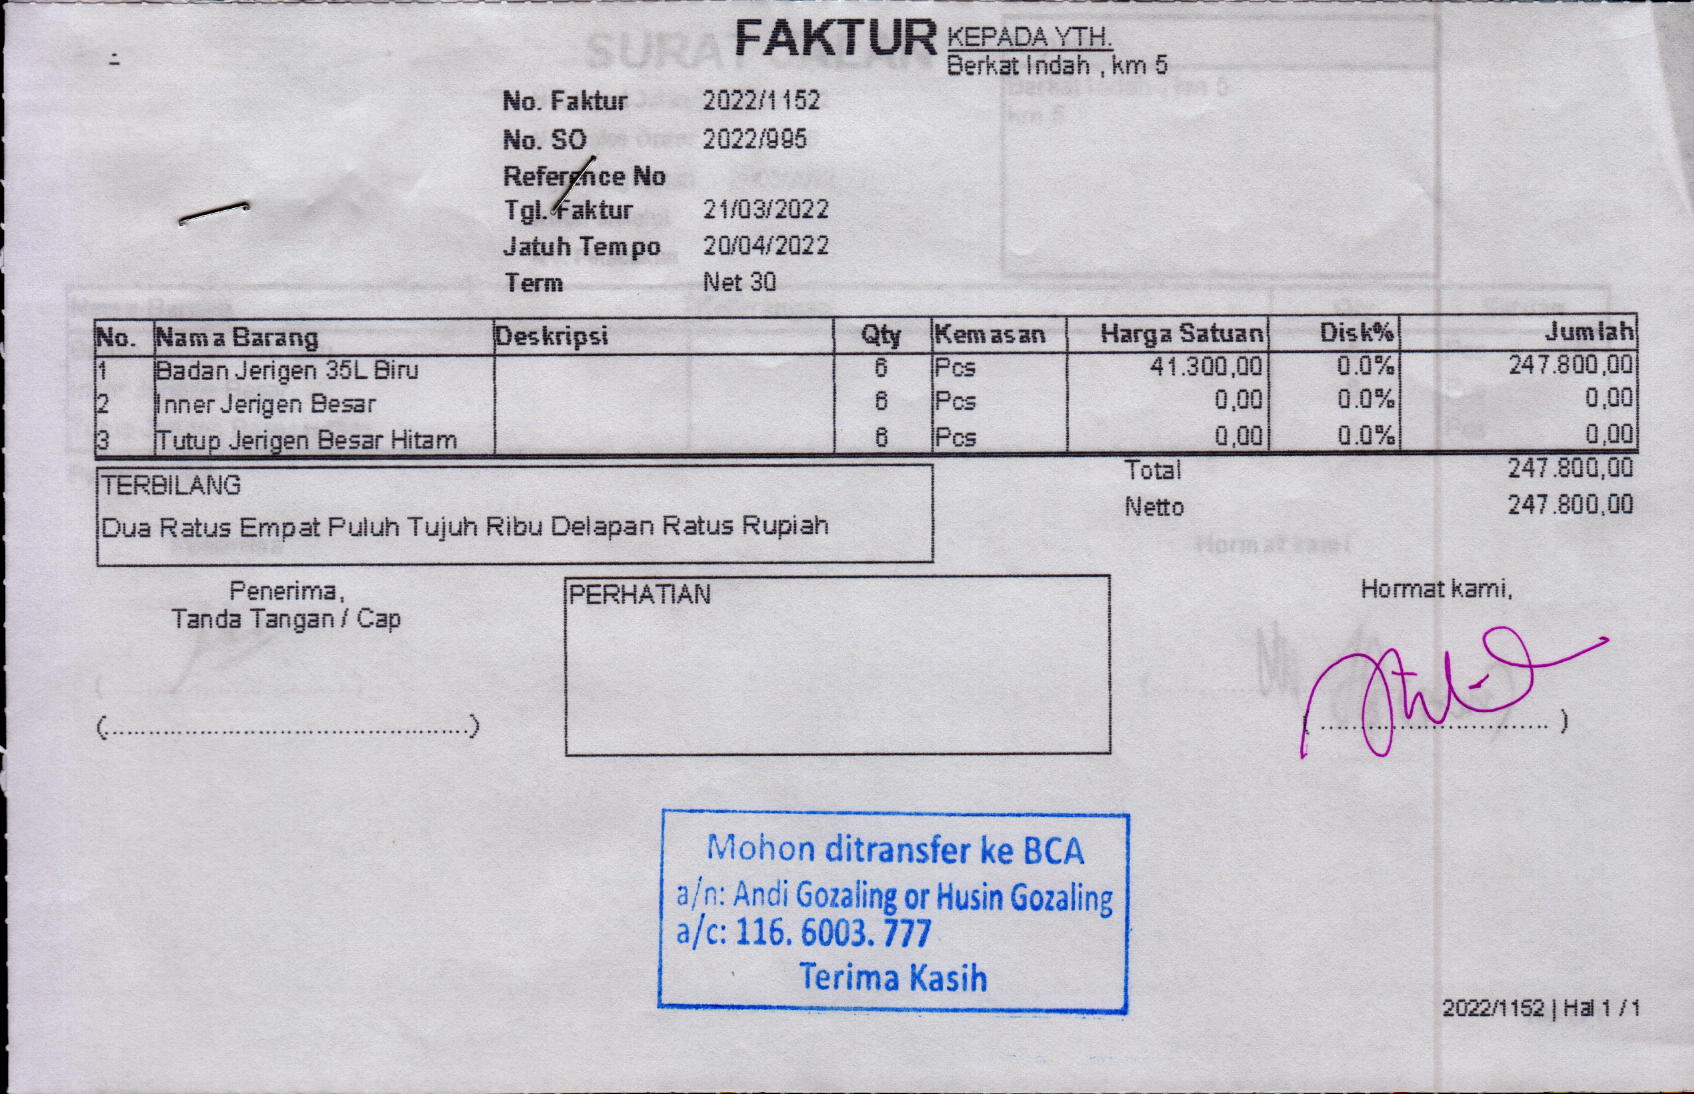 FAKTUR
KEPADA YTH.
Berkat Indah , km 5
No. Faktur 2022/1152
No. SO 2022/995
Reference No
Tgl. Faktur 21/03/2022
Jatuh Tempo 20/04/2022
Term Net 30
No. Nama Barang Deskripsi Qty Kemasan Harga Satuan Disk% Jumlah
1 Badan Jerigen 35L Biru 6 Pcs 41.300,00 0.0% 247.800,00
2 Inner Jerigen Besar 6 Pcs 0,00 0.0% 0,00
3 Tutup Jerigen Besar Hitam 6 Pcs 0,00 0.0% 0,00
Total 247.800,00
Netto 247.800,00
TERBILANG
Dua Ratus Empat Puluh Tujuh Ribu Delapan Ratus Rupiah
Penerima,
Tanda Tangan / Cap
(................................................)
PERHATIAN
Hormat kami,
( .............................. )
Mohon ditransfer ke BCA
a/n: Andi Gozaling or Husin Gozaling
a/c: 116. 6003. 777
Terima Kasih
2022/1152 | Hal 1 / 1